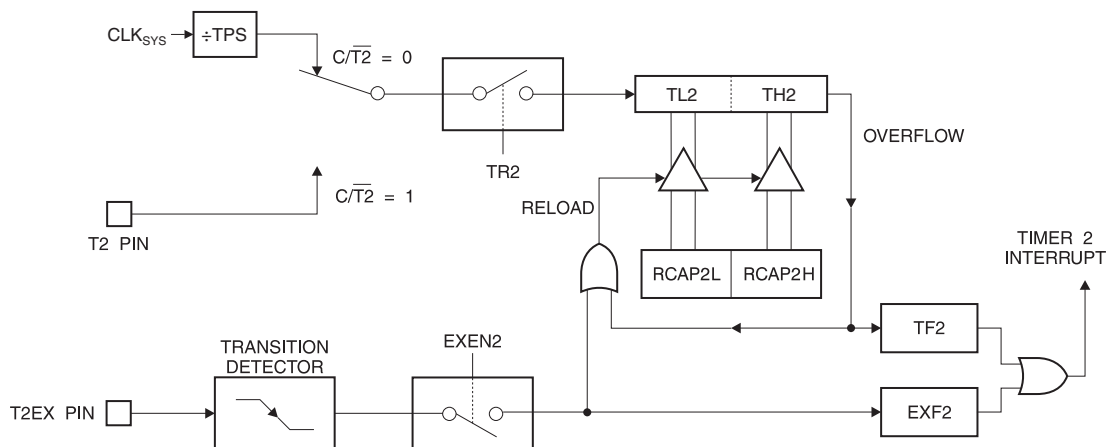 CLKSYS
÷TPS
C/T2̅ = 0
TL2
TH2
OVERFLOW
TR2
C/T2̅ = 1
RELOAD
T2 PIN
TIMER 2
INTERRUPT
RCAP2L
RCAP2H
TF2
TRANSITION
DETECTOR
EXEN2
T2EX PIN
EXF2